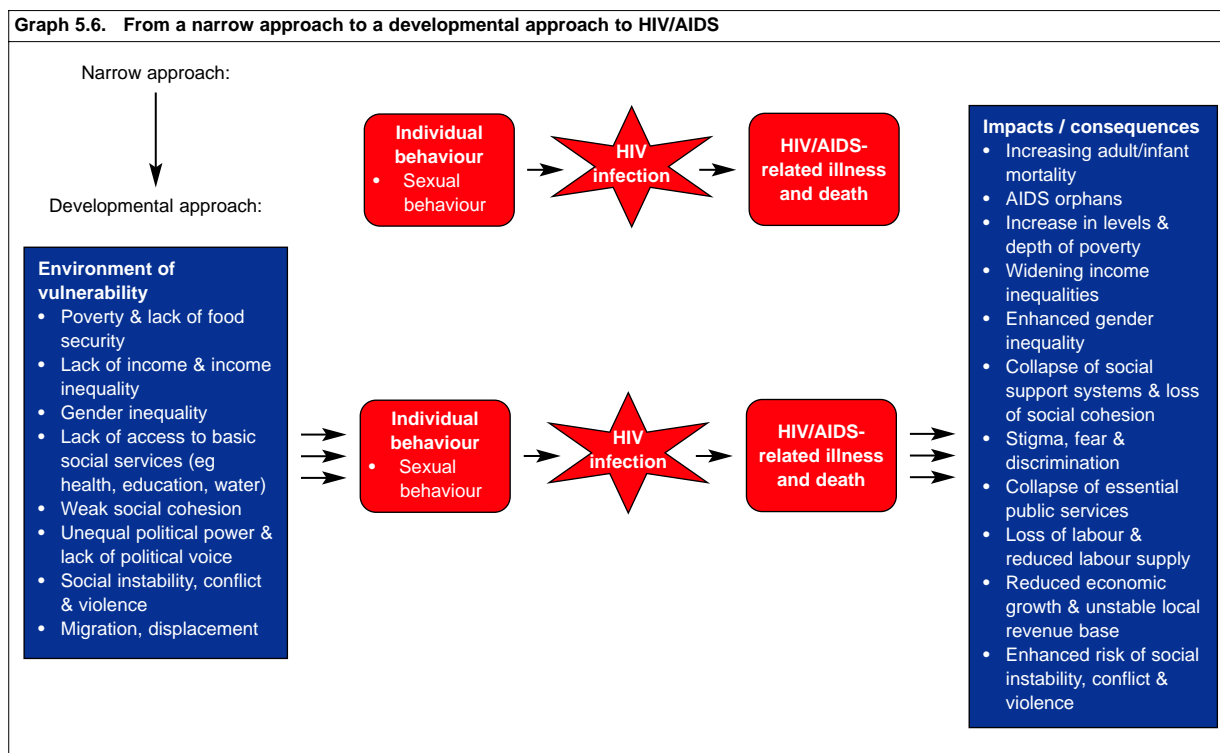 Graph 5.6. From a narrow approach to a developmental approach to HIV/AIDS
Narrow approach:
Individual
behaviour
• Sexual
behaviour
HIV
infection
HIV/AIDS-
related illness
and death
Developmental approach:
Environment of
vulnerability
• Poverty & lack of food
security
• Lack of income & income
inequality
• Gender inequality
• Lack of access to basic
social services (eg
health, education, water)
• Weak social cohesion
• Unequal political power &
lack of political voice
• Social instability, conflict
& violence
• Migration, displacement
Individual
behaviour
• Sexual
behaviour
HIV
infection
HIV/AIDS-
related illness
and death
Impacts / consequences
• Increasing adult/infant
mortality
• AIDS orphans
• Increase in levels &
depth of poverty
• Widening income
inequalities
• Enhanced gender
inequality
• Collapse of social
support systems & loss
of social cohesion
• Stigma, fear &
discrimination
• Collapse of essential
public services
• Loss of labour &
reduced labour supply
• Reduced economic
growth & unstable local
revenue base
• Enhanced risk of social
instability, conflict &
violence